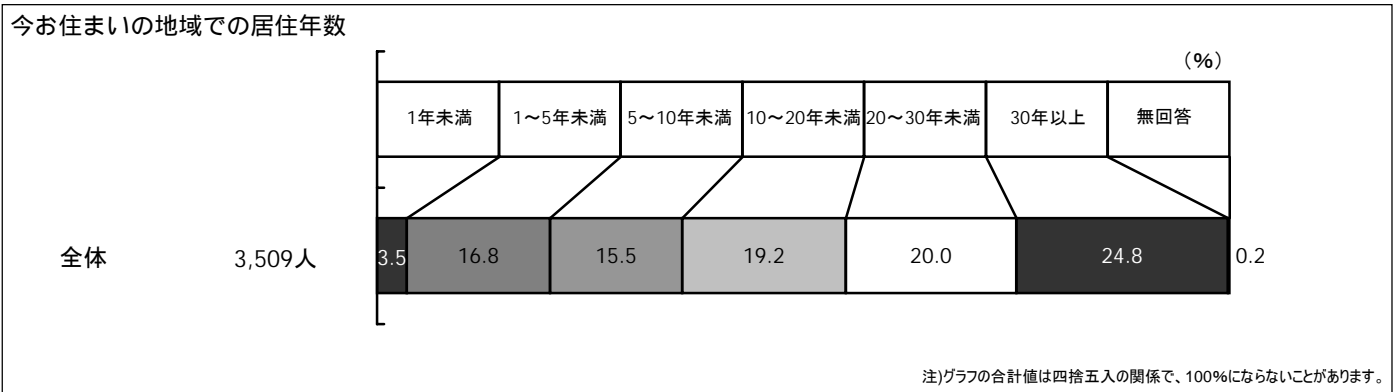 今お住まいの地域での居住年数
（%）
1年未満 1～5年未満 5～10年未満 10～20年未満 20～30年未満 30年以上 無回答
全体 3,509人 3.5 16.8 15.5 19.2 20.0 24.8 0.2
注)グラフの合計値は四捨五入の関係で、100%にならないことがあります。